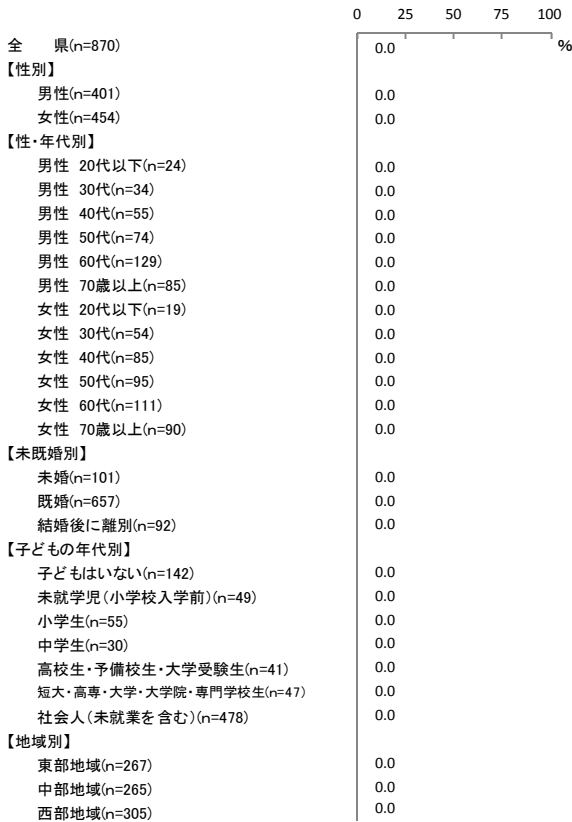 0 25 50 75 100
全　　県(n=870) 0.0 %
【性別】
男性(n=401) 0.0
女性(n=454) 0.0
【性・年代別】
男性 20代以下(n=24) 0.0
男性 30代(n=34) 0.0
男性 40代(n=55) 0.0
男性 50代(n=74) 0.0
男性 60代(n=129) 0.0
男性 70歳以上(n=85) 0.0
女性 20代以下(n=19) 0.0
女性 30代(n=54) 0.0
女性 40代(n=85) 0.0
女性 50代(n=95) 0.0
女性 60代(n=111) 0.0
女性 70歳以上(n=90) 0.0
【未既婚別】
未婚(n=101) 0.0
既婚(n=657) 0.0
結婚後に離別(n=92) 0.0
【子どもの年代別】
子どもはいない(n=142) 0.0
未就学児(小学校入学前)(n=49) 0.0
小学生(n=55) 0.0
中学生(n=30) 0.0
高校生・予備校生・大学受験生(n=41) 0.0
短大・高専・大学・大学院・専門学校生(n=47) 0.0
社会人(未就業を含む)(n=478) 0.0
【地域別】
東部地域(n=267) 0.0
中部地域(n=265) 0.0
西部地域(n=305) 0.0